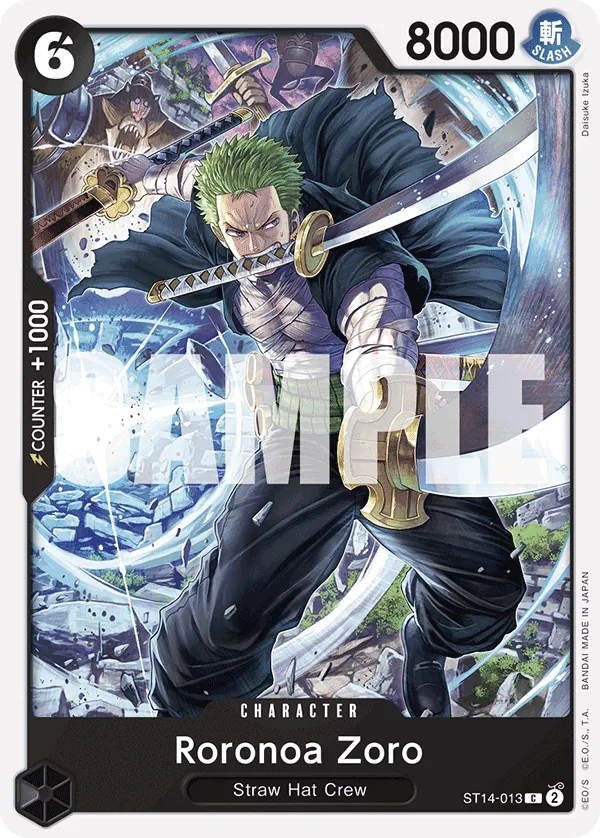 6
8000
斬
SLASH
Daisuke Izuka
COUNTER +1000
SAMPLE
BANDAI MADE IN JAPAN
©EO/S ©E.O./S., T.A.
CHARACTER
Roronoa Zoro
Straw Hat Crew
ST14-013 C 2